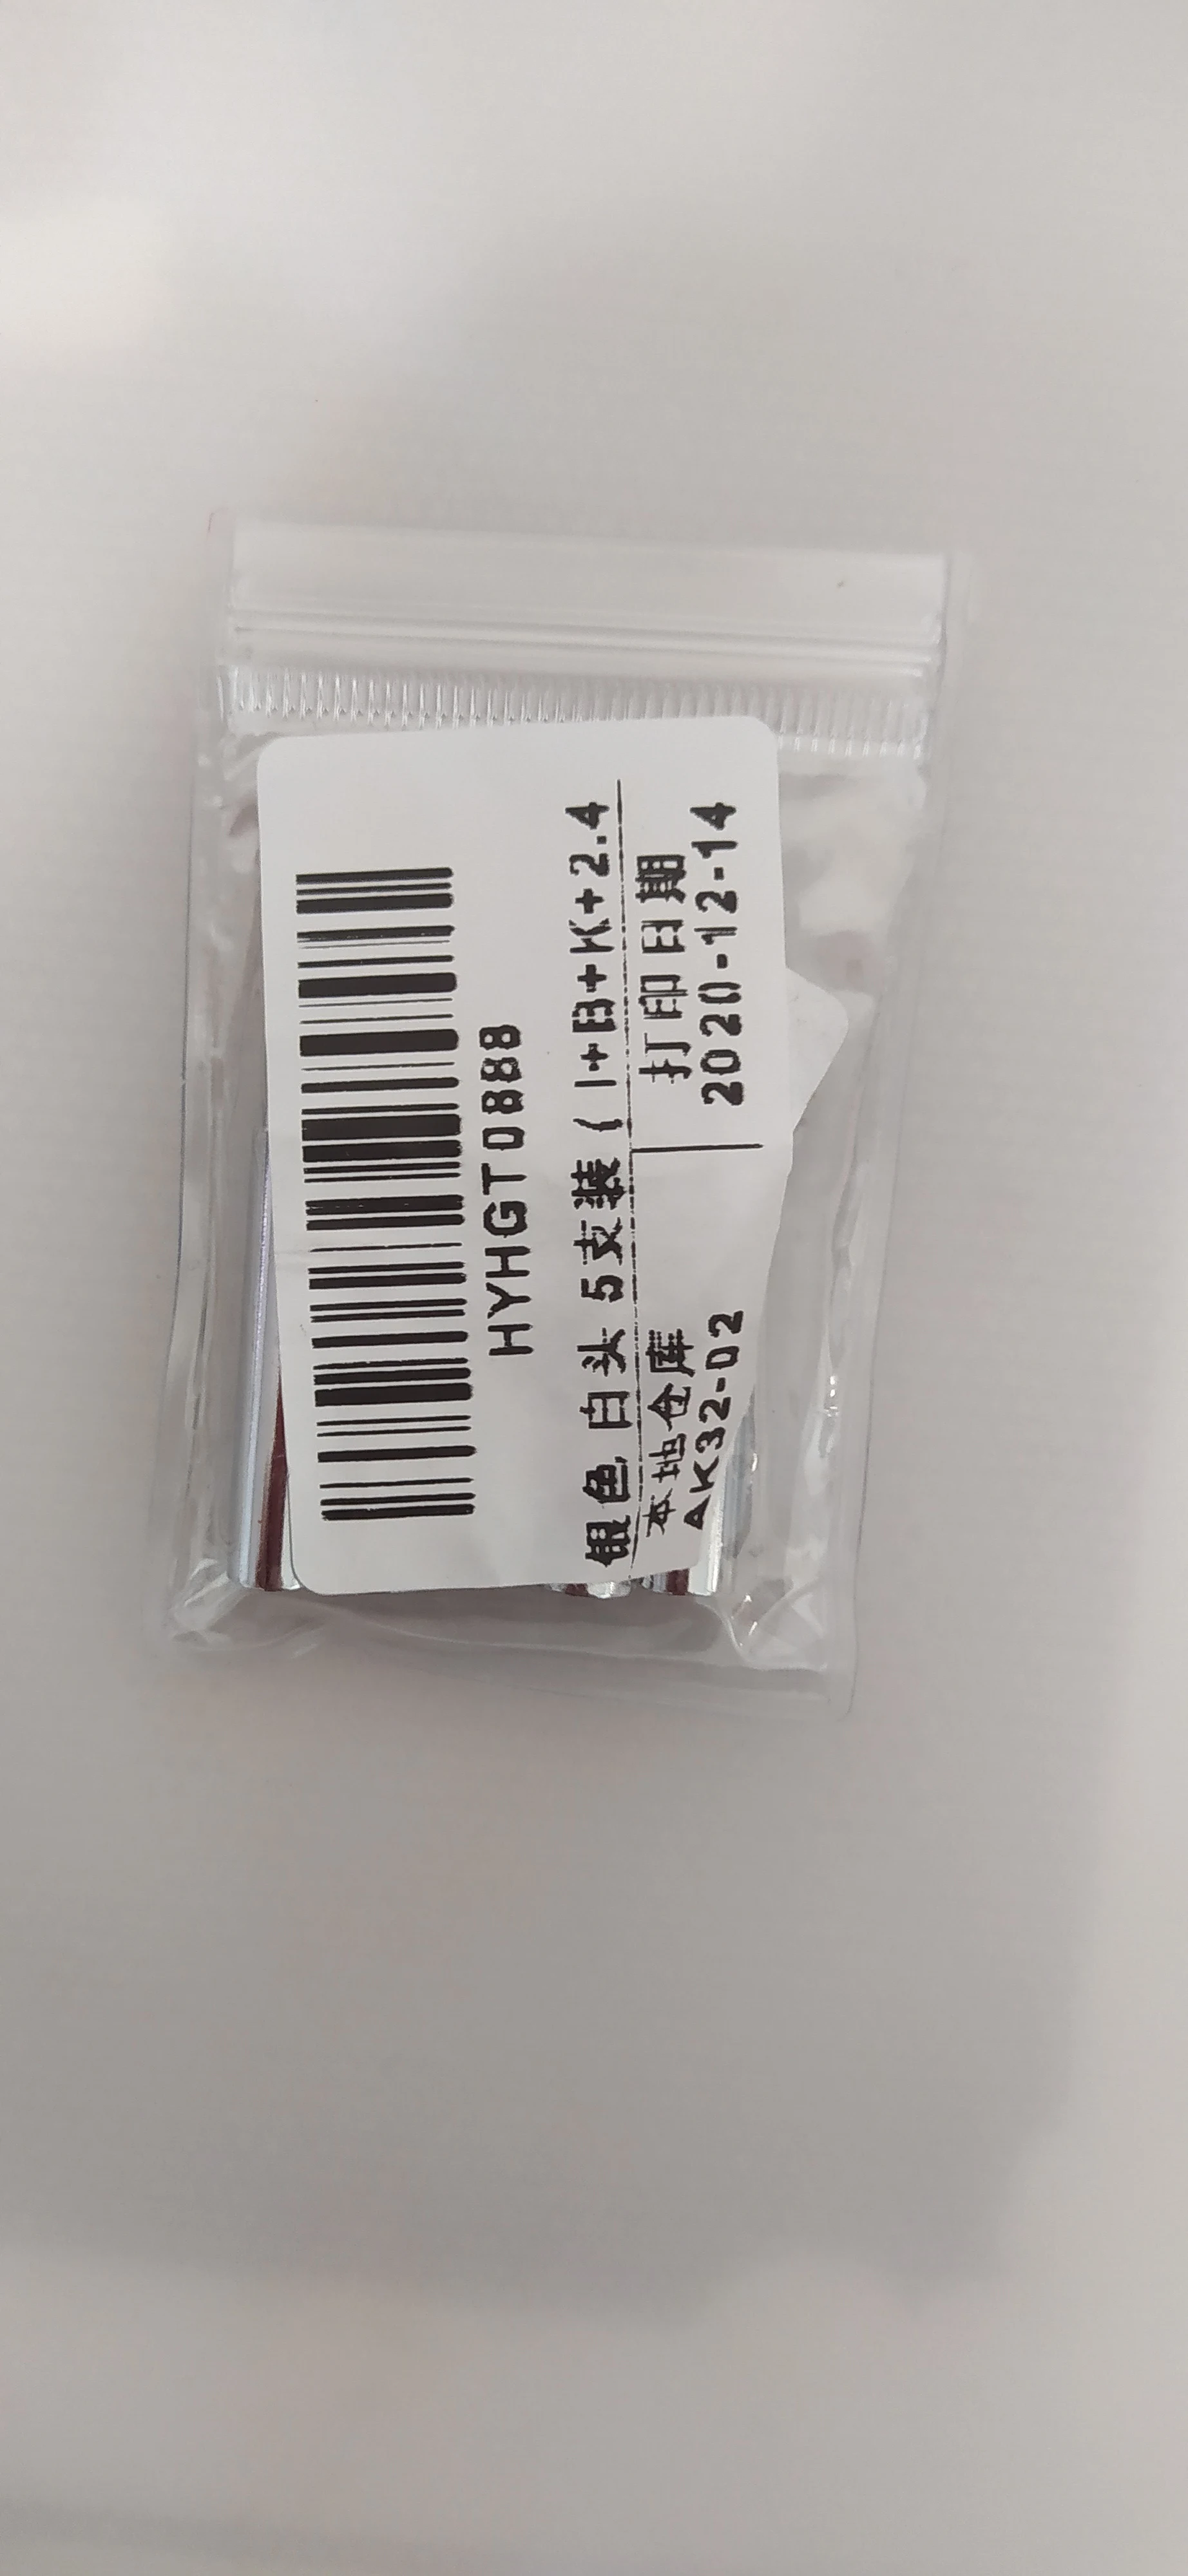 HYHGT0888
银色 白头 5支装 ( I+B+K+2.4
本地仓库 打印日期
AK32-02 2020-12-14